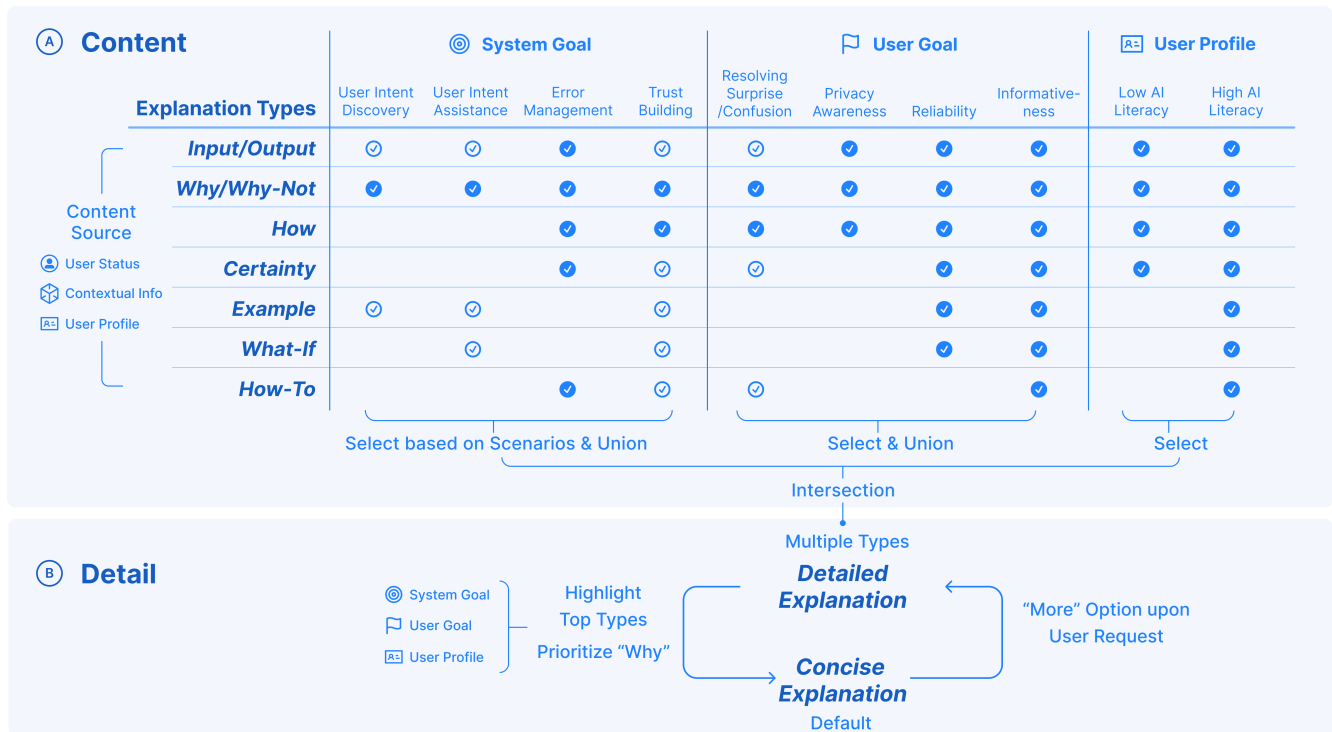 A Content
System Goal
User Goal
User Profile
Explanation Types
User Intent
Discovery
User Intent
Assistance
Error
Management
Trust
Building
Resolving
Surprise
/Confusion
Privacy
Awareness
Reliability
Informative-
ness
Low AI
Literacy
High AI
Literacy
Input/Output
Why/Why-Not
How
Certainty
Example
What-If
How-To
Content
Source
User Status
Contextual Info
User Profile
Select based on Scenarios & Union
Select & Union
Select
Intersection
B Detail
System Goal
User Goal
User Profile
Highlight
Top Types
Prioritize “Why”
Multiple Types
Detailed
Explanation
Concise
Explanation
Default
“More” Option upon
User Request